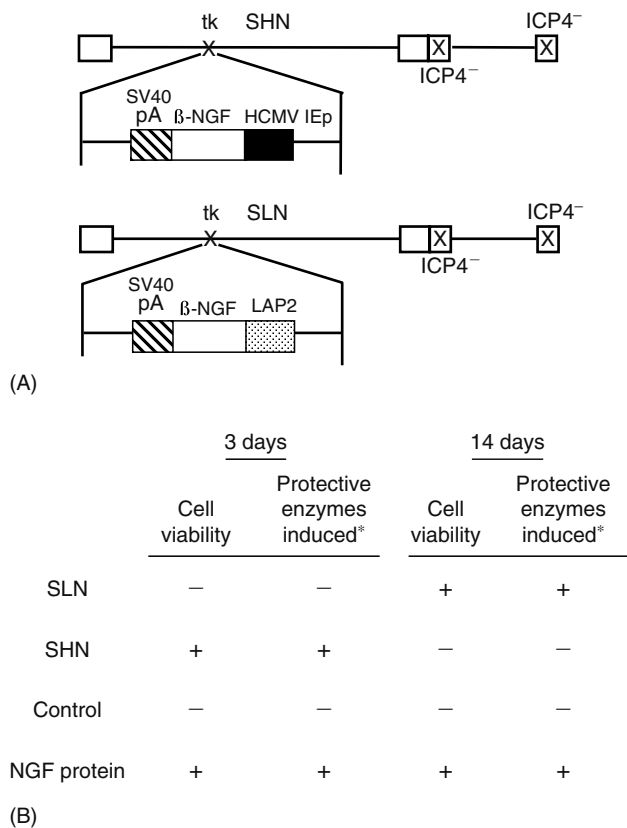 tk SHN ICP4⁻
X X X
ICP4⁻
SV40
pA ß-NGF HCMV IEp
tk SLN ICP4⁻
X X X
ICP4⁻
SV40
pA ß-NGF LAP2
(A)
3 days 14 days
Cell viability Protective enzymes induced* Cell viability Protective enzymes induced*
SLN − − + +
SHN + + − −
Control − − − −
NGF protein + + + +
(B)